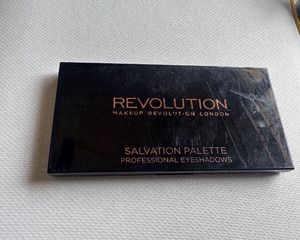 REVOLUTION
MAKEUP REVOLUTION LONDON
SALVATION PALETTE
PROFESSIONAL EYESHADOWS